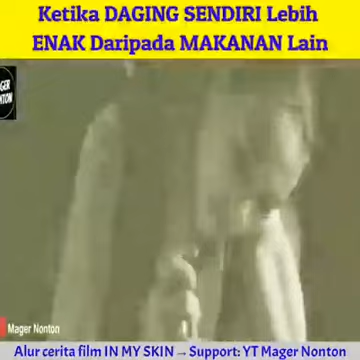 Ketika DAGING SENDIRI Lebih
ENAK Daripada MAKANAN Lain
Mager Nonton
Alur cerita film IN MY SKIN → Support: YT Mager Nonton